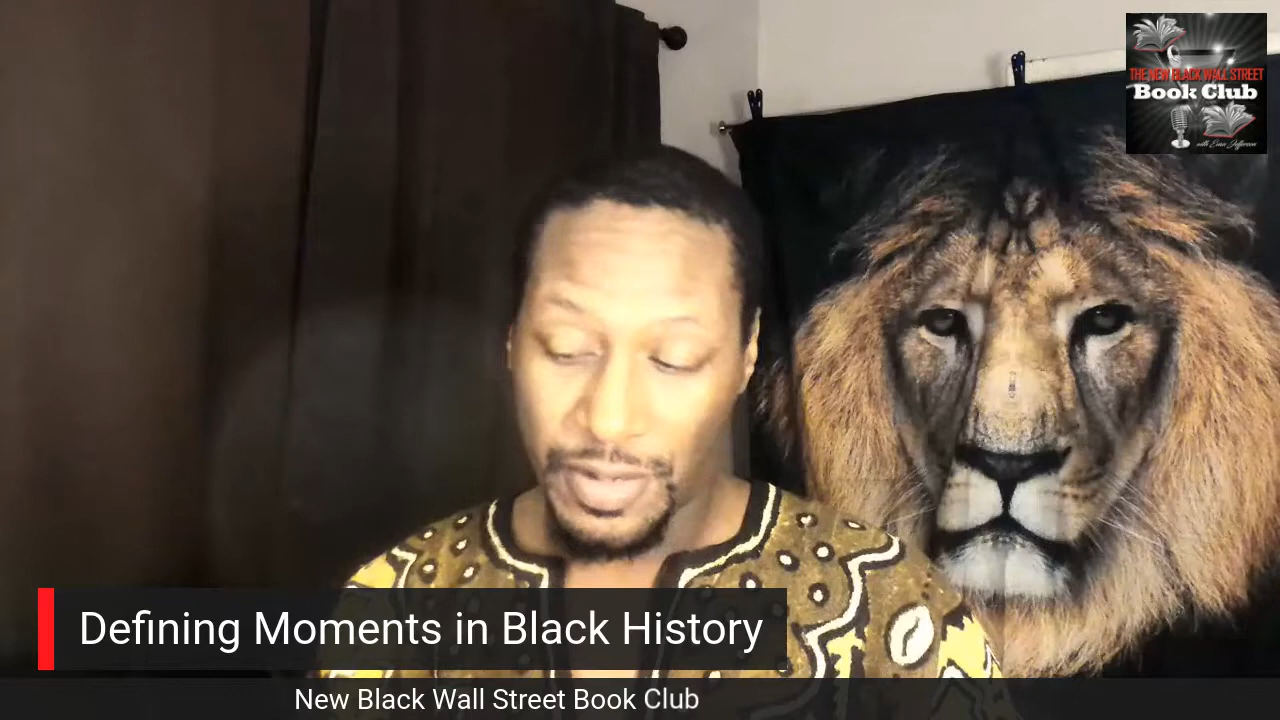 THE NEW BLACK WALL STREET
Book Club
Defining Moments in Black History
New Black Wall Street Book Club